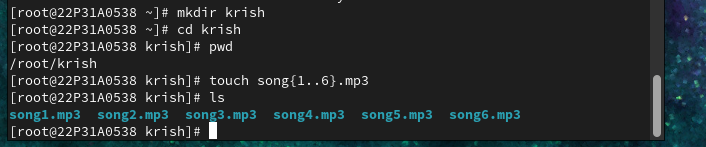 [root@22P31A0538 ~]# mkdir krish
[root@22P31A0538 ~]# cd krish
[root@22P31A0538 krish]# pwd
/root/krish
[root@22P31A0538 krish]# touch song{1..6}.mp3
[root@22P31A0538 krish]# ls
song1.mp3  song2.mp3  song3.mp3  song4.mp3  song5.mp3  song6.mp3
[root@22P31A0538 krish]#